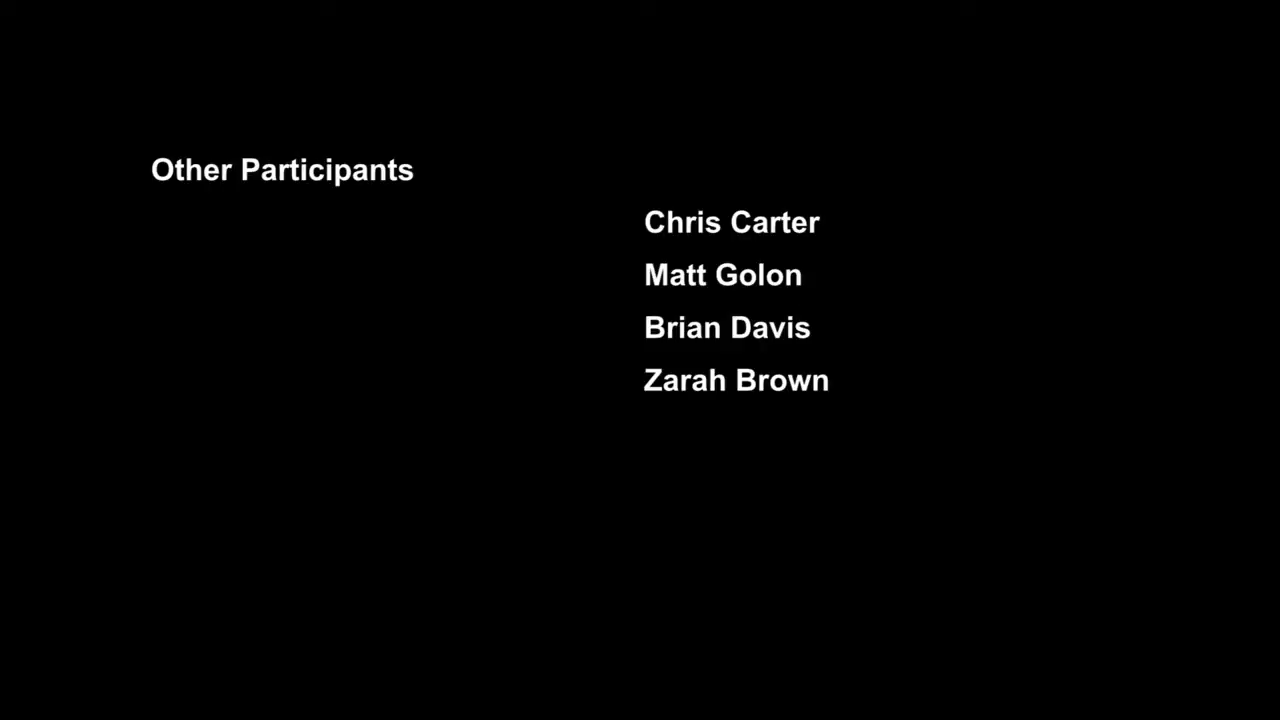 Other Participants
Chris Carter
Matt Golon
Brian Davis
Zarah Brown